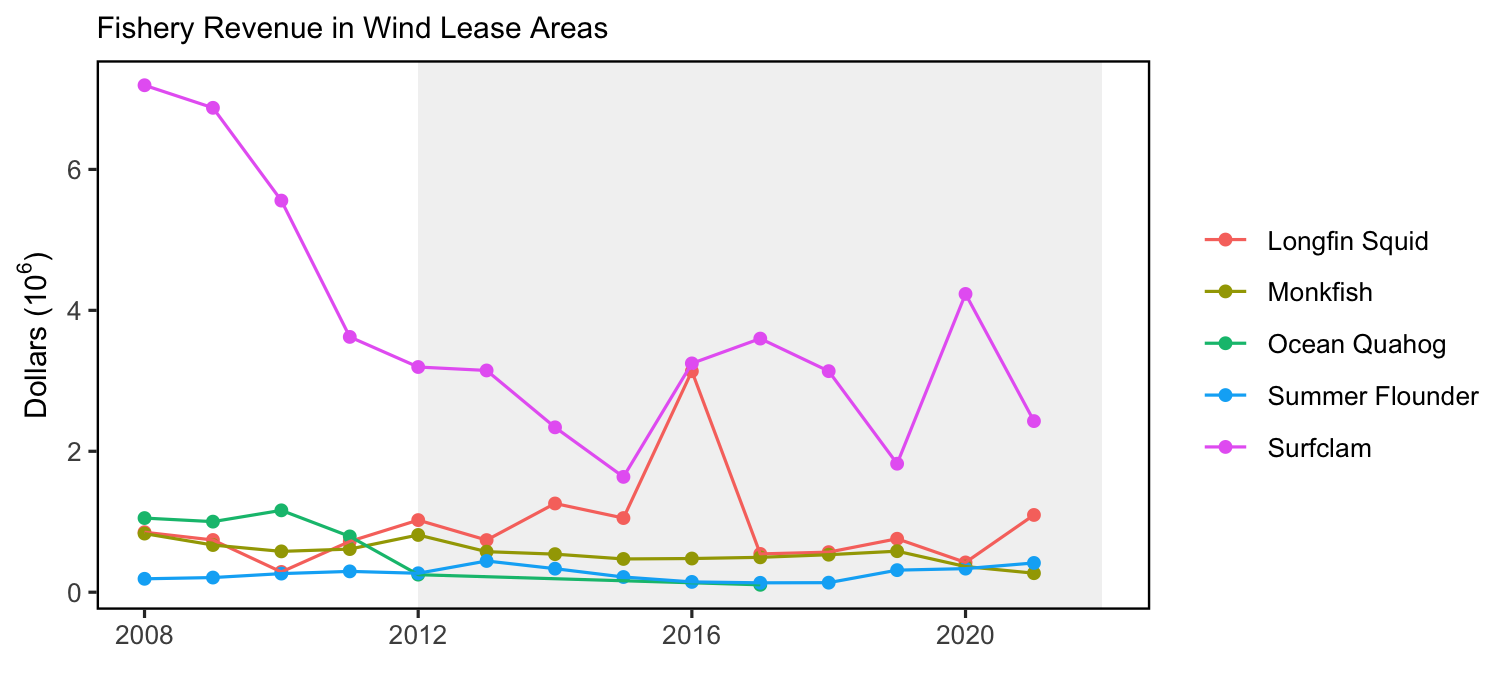 Fishery Revenue in Wind Lease Areas
Dollars (10⁶)
6
4
2
0
2008 2012 2016 2020
Longfin Squid
Monkfish
Ocean Quahog
Summer Flounder
Surfclam